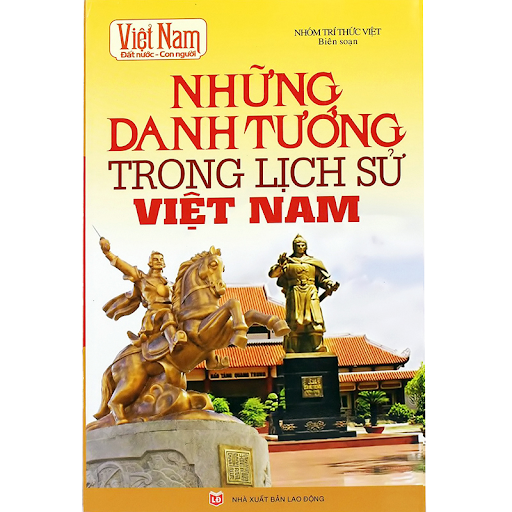 Việt Nam
Đất nước - Con người
NHÓM TRÍ THỨC VIỆT
Biên soạn
NHỮNG
DANH TƯỚNG
TRONG LỊCH SỬ
VIỆT NAM
LĐ
NHÀ XUẤT BẢN LAO ĐỘNG